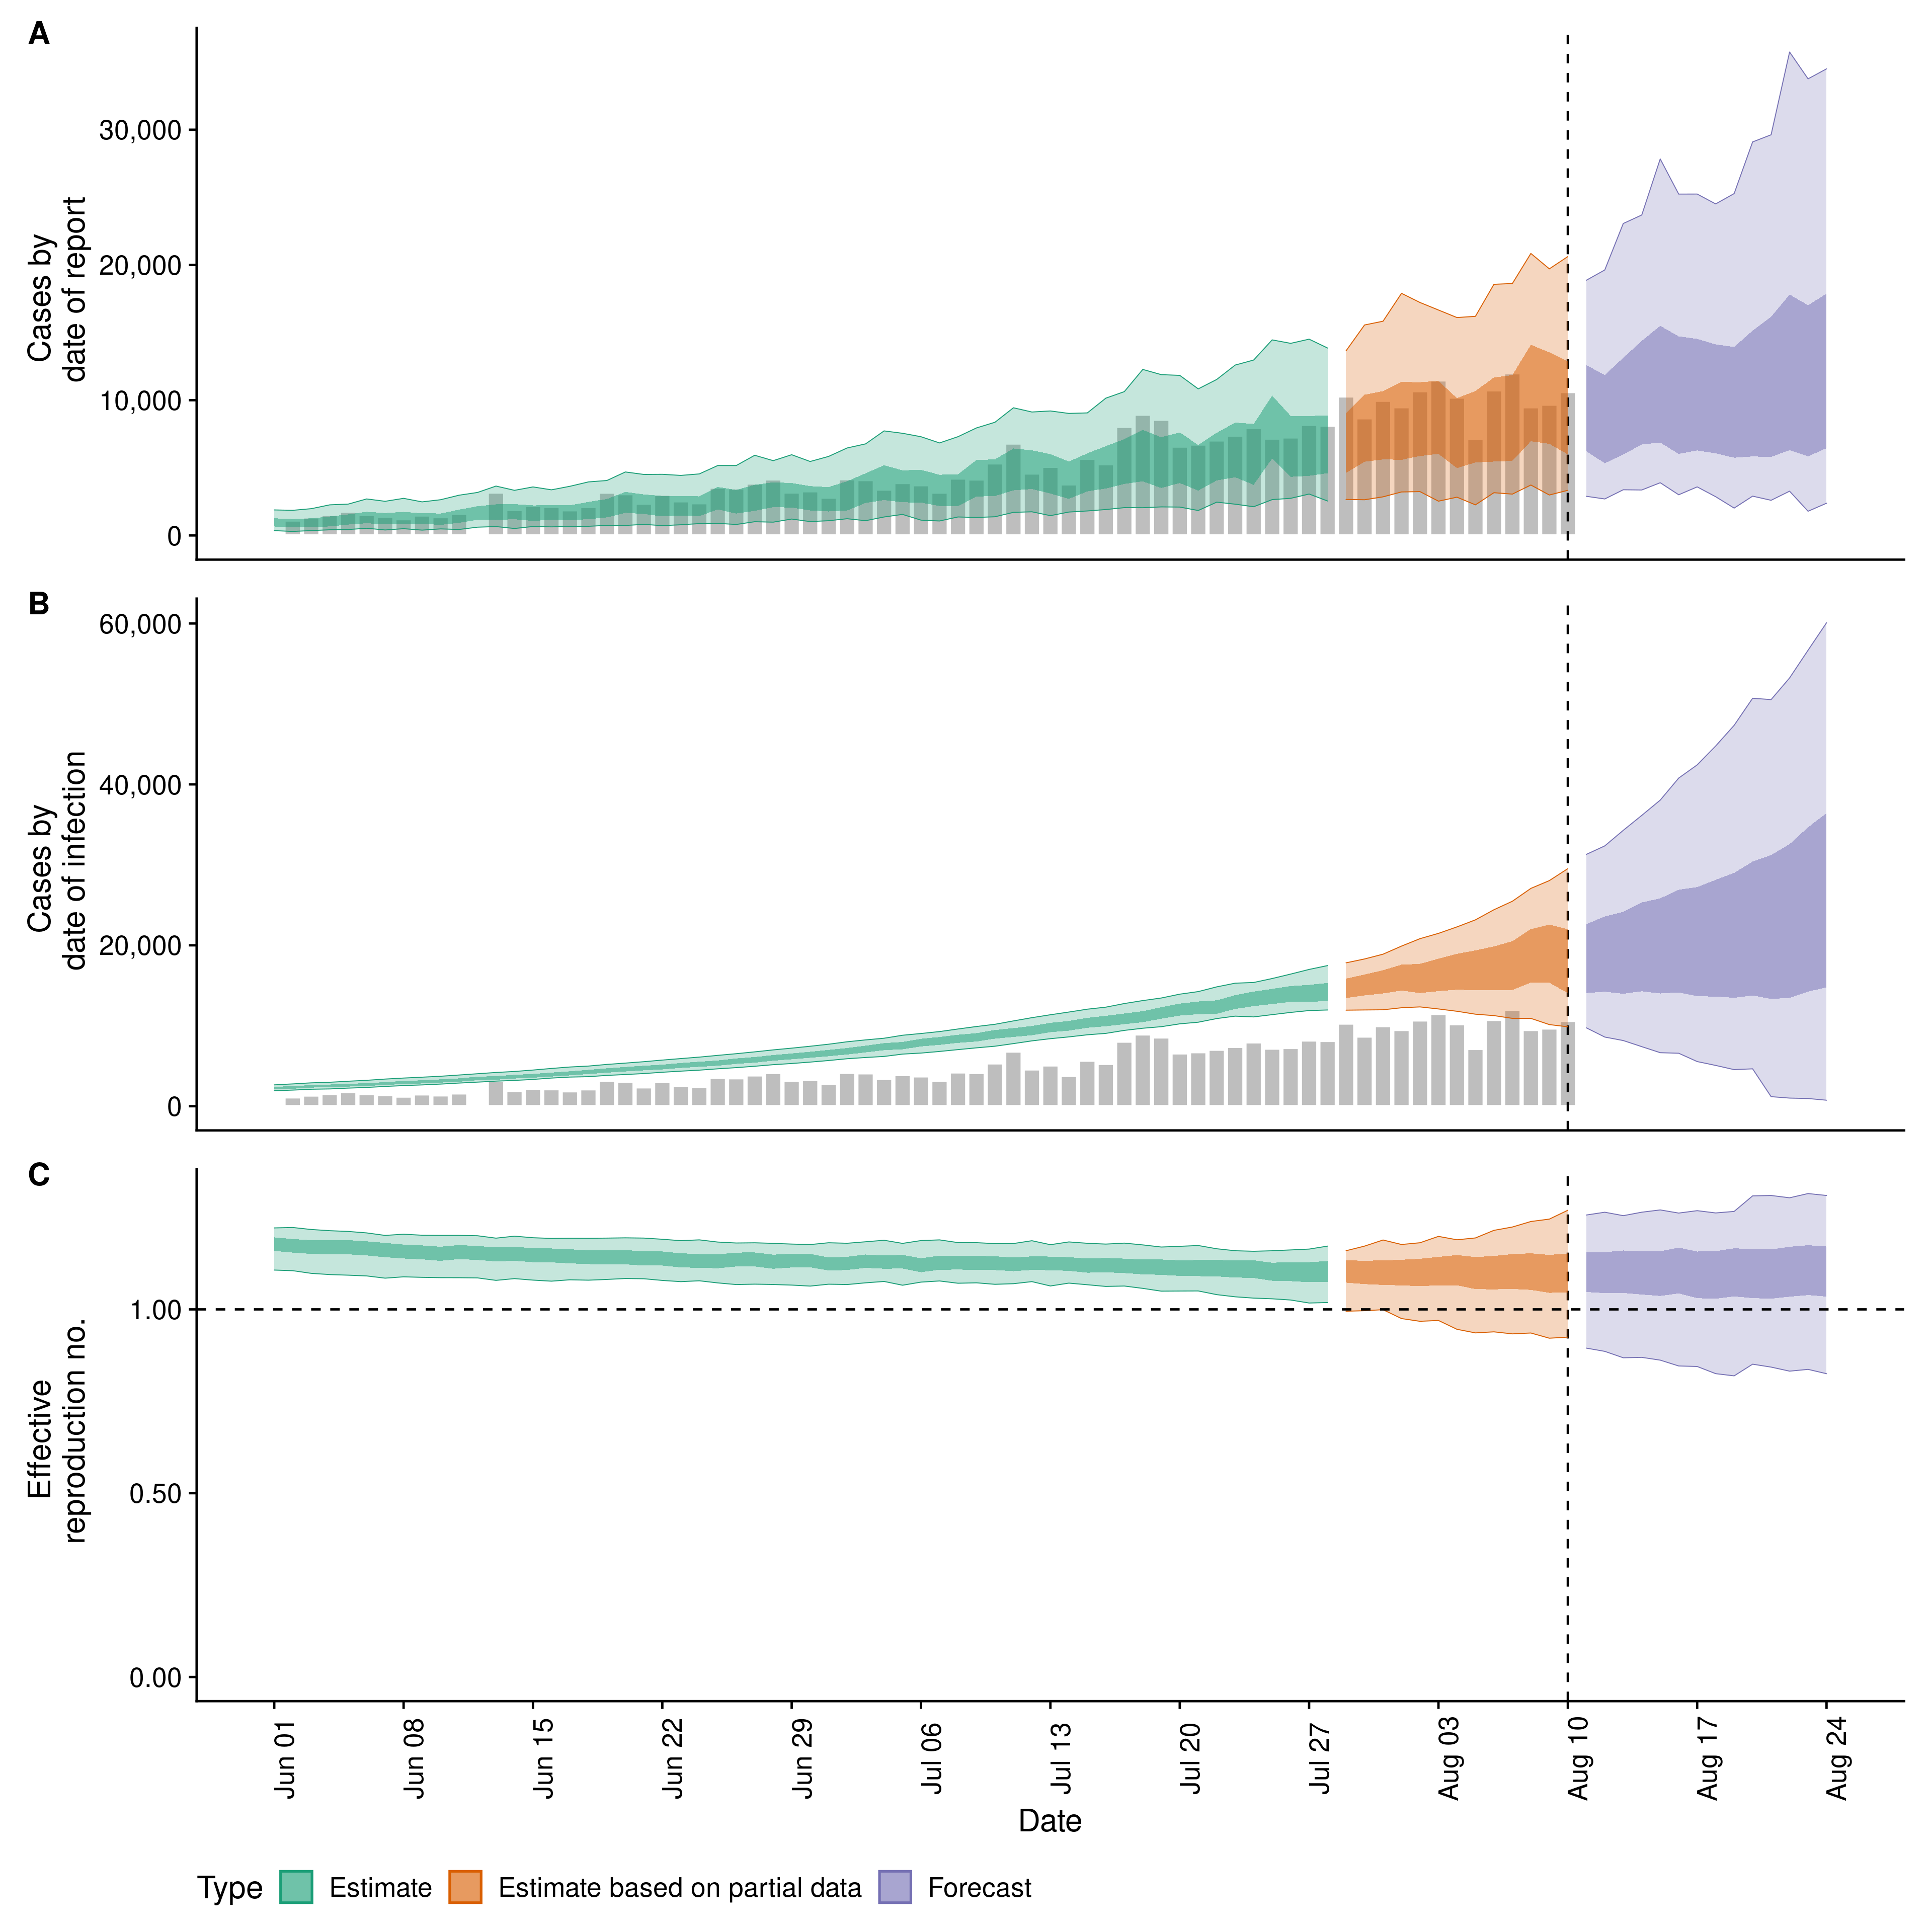 A
Cases by
date of report
30,000
20,000
10,000
0
B
Cases by
date of infection
60,000
40,000
20,000
0
C
Effective
reproduction no.
1.00
0.50
0.00
Jun 01
Jun 08
Jun 15
Jun 22
Jun 29
Jul 06
Jul 13
Jul 20
Jul 27
Aug 03
Aug 10
Aug 17
Aug 24
Date
Type Estimate Estimate based on partial data Forecast